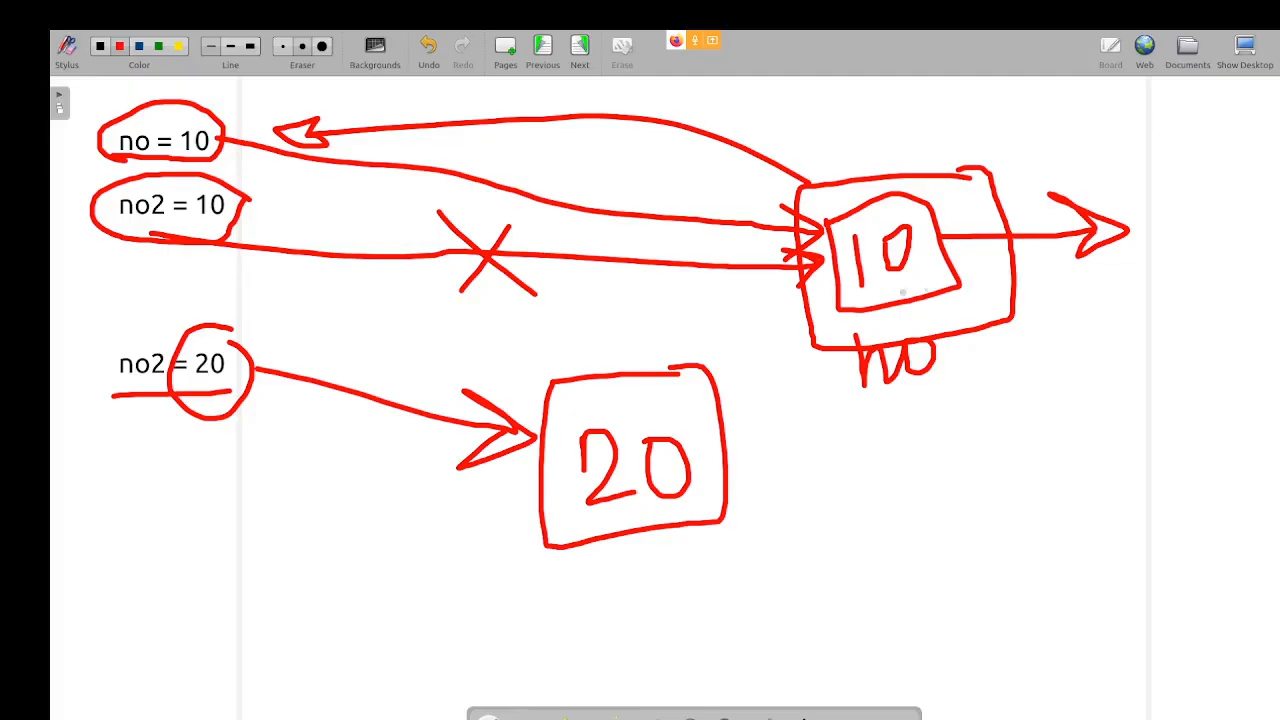 Stylus Color Line Eraser Backgrounds Undo Redo Pages Previous Next Erase Board Web Documents Show Desktop
no = 10
no2 = 10
10
no
no2 = 20
20